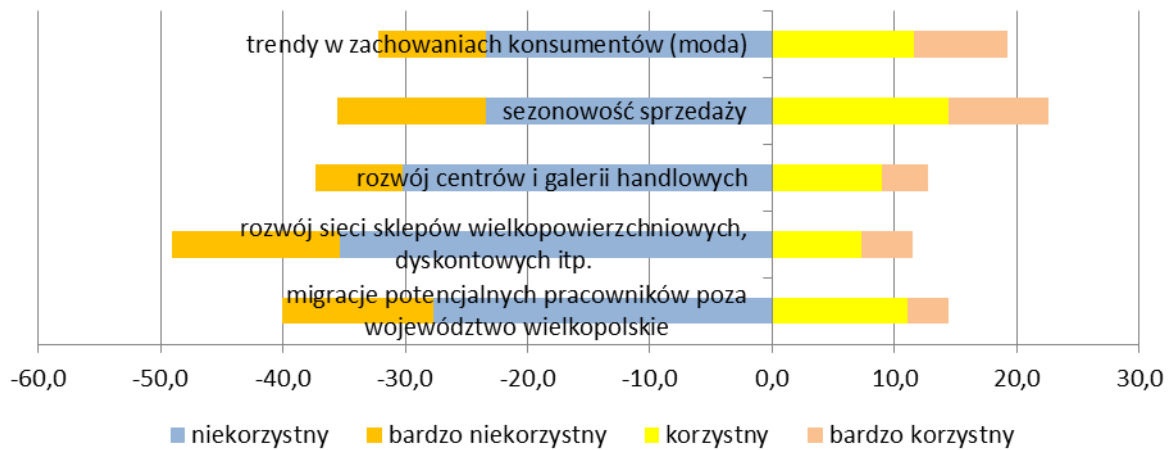 trendy w zachowaniach konsumentów (moda)
sezonowość sprzedaży
rozwój centrów i galerii handlowych
rozwój sieci sklepów wielkopowierzchniowych,
dyskontowych itp.
migracje potencjalnych pracowników poza
województwo wielkopolskie
-60,0 -50,0 -40,0 -30,0 -20,0 -10,0 0,0 10,0 20,0 30,0
niekorzystny bardzo niekorzystny korzystny bardzo korzystny